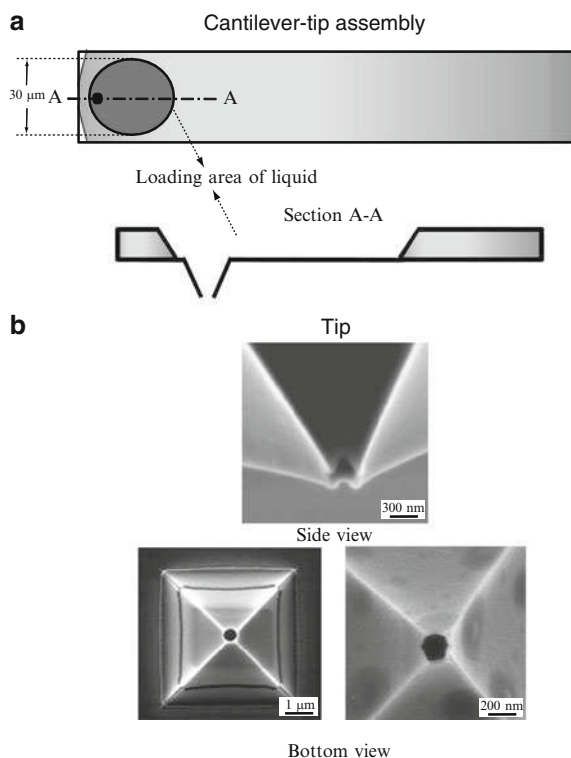 a
Cantilever-tip assembly
30 μm
A
A
Loading area of liquid
Section A-A
b
Tip
300 nm
Side view
1 μm
200 nm
Bottom view